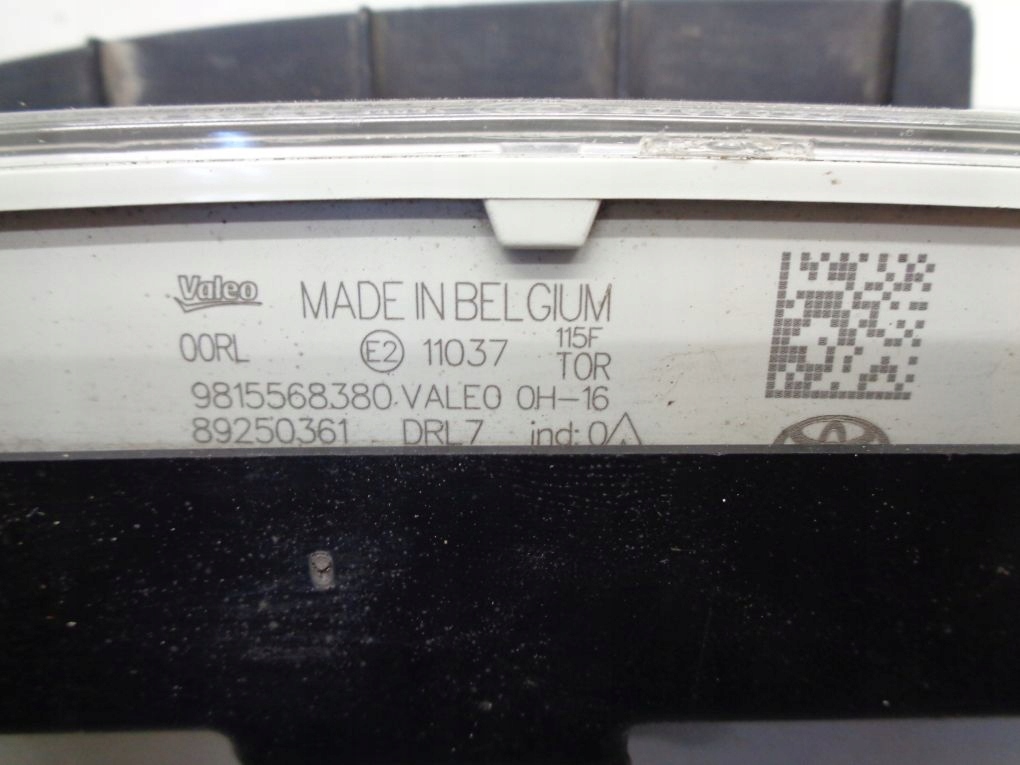 Valeo MADE IN BELGIUM
00RL E2 11037 115F TOR
9815568380 VALEO 0H-16
89250361 DRL7 ind: 0